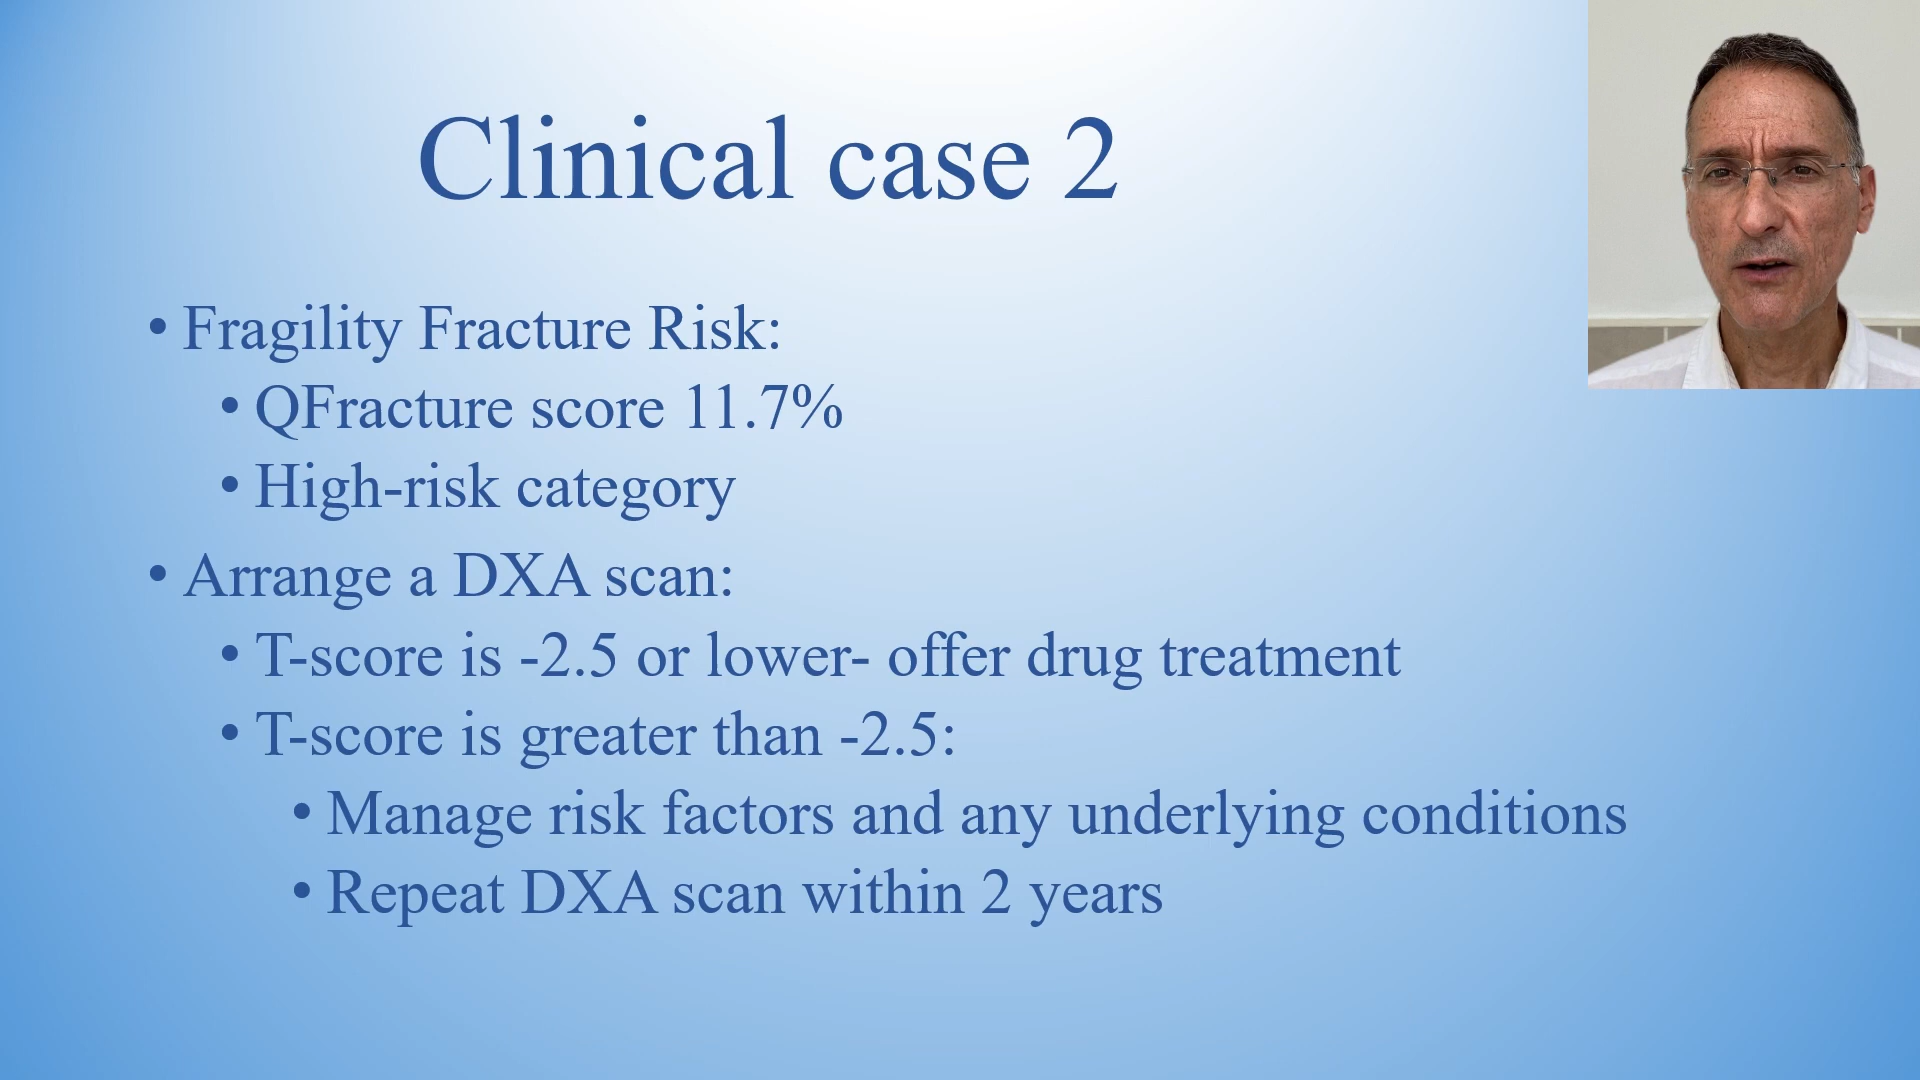 Clinical case 2
• Fragility Fracture Risk:
• QFracture score 11.7%
• High-risk category
• Arrange a DXA scan:
• T-score is -2.5 or lower- offer drug treatment
• T-score is greater than -2.5:
• Manage risk factors and any underlying conditions
• Repeat DXA scan within 2 years